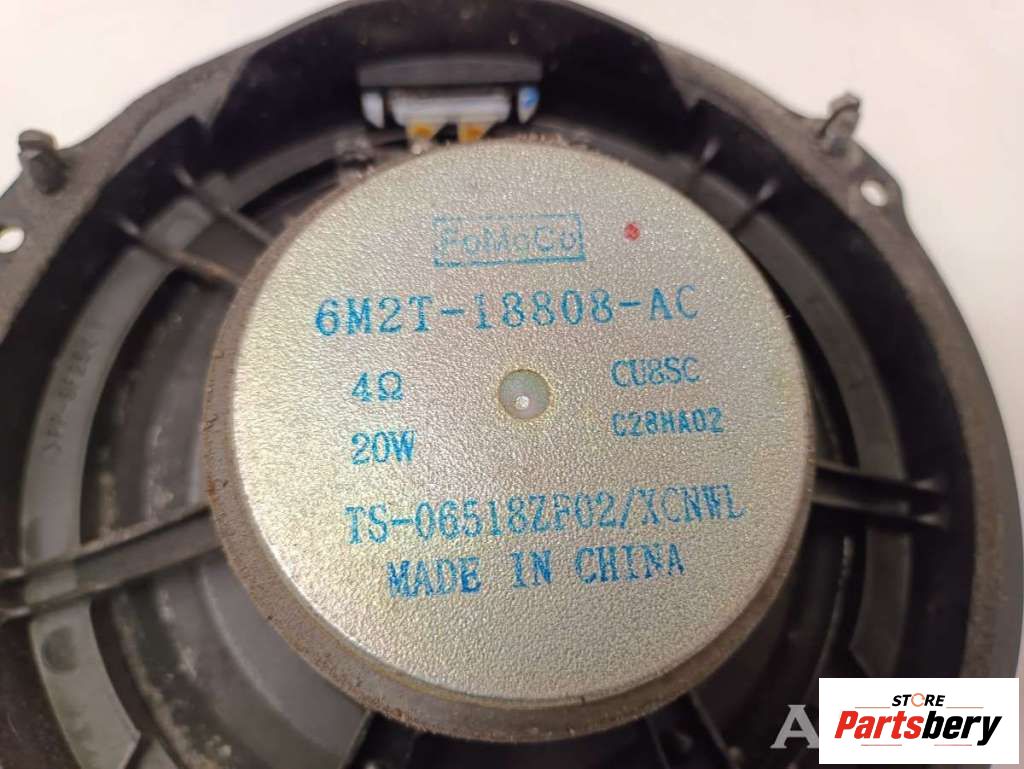 FoMoCo
6M2T-18808-AC
4Ω
CU8SC
20W
C28HA02
TS-06518ZF02/XCNWL
MADE IN CHINA
STORE
Partsbery